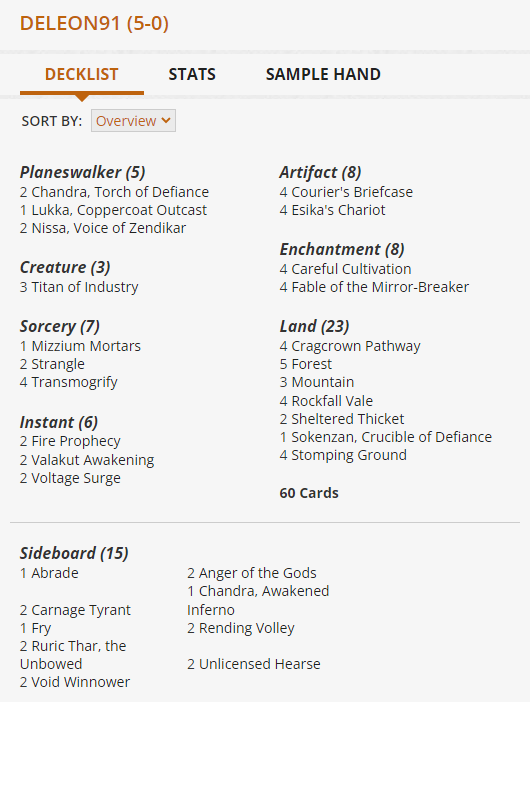 DELEON91 (5-0)
DECKLIST
STATS
SAMPLE HAND
SORT BY:
Overview
Planeswalker (5)
2 Chandra, Torch of Defiance
1 Lukka, Coppercoat Outcast
2 Nissa, Voice of Zendikar
Creature (3)
3 Titan of Industry
Sorcery (7)
1 Mizzium Mortars
2 Strangle
4 Transmogrify
Instant (6)
2 Fire Prophecy
2 Valakut Awakening
2 Voltage Surge
Artifact (8)
4 Courier's Briefcase
4 Esika's Chariot
Enchantment (8)
4 Careful Cultivation
4 Fable of the Mirror-Breaker
Land (23)
4 Cragcrown Pathway
5 Forest
3 Mountain
4 Rockfall Vale
2 Sheltered Thicket
1 Sokenzan, Crucible of Defiance
4 Stomping Ground
60 Cards
Sideboard (15)
1 Abrade
2 Carnage Tyrant
1 Fry
2 Ruric Thar, the
Unbowed
2 Void Winnower
2 Anger of the Gods
1 Chandra, Awakened
Inferno
2 Rending Volley
2 Unlicensed Hearse